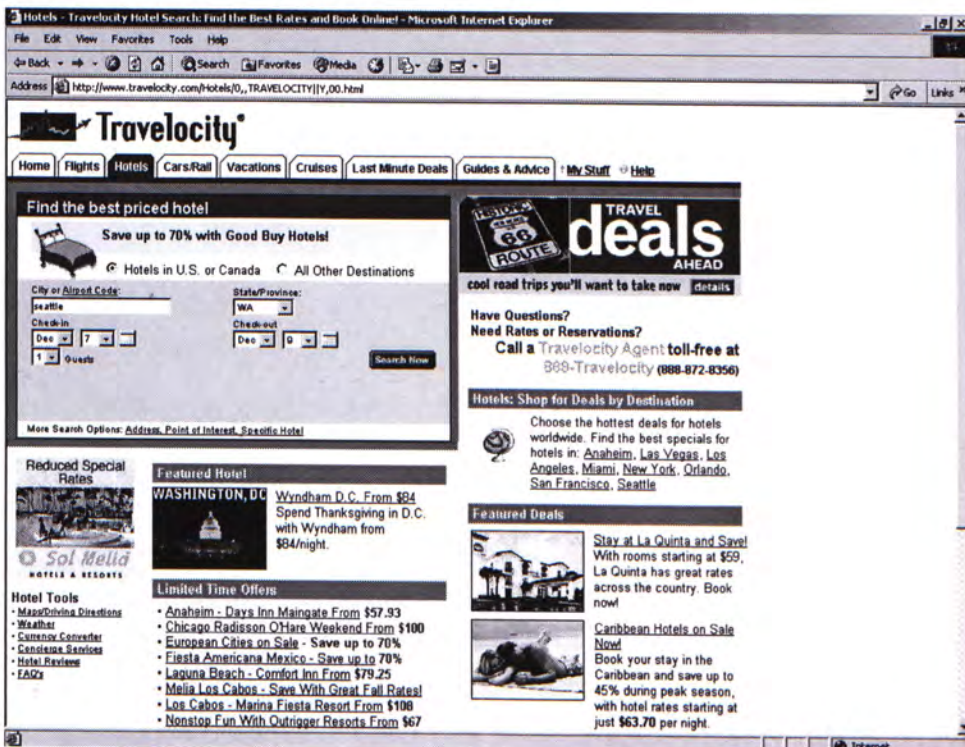 Hotels - Travelocity Hotel Search: Find the Best Rates and Book Online! - Microsoft Internet Explorer
File Edit View Favorites Tools Help
Back Search Favorites Media
Address http://www.travelocity.com/Hotels/0,,TRAVELOCITY||Y,00.html Go Links
Travelocity®
Home Flights Hotels Cars/Rail Vacations Cruises Last Minute Deals Guides & Advice My Stuff Help
Find the best priced hotel
Save up to 70% with Good Buy Hotels!
Hotels in U.S. or Canada All Other Destinations
City or Airport Code: State/Province:
seattle WA
Check-in Check-out
Dec 7 Dec 9
1 Guests
Search Now
More Search Options: Address, Point of Interest, Specific Hotel
HISTORIC
66
ROUTE
TRAVEL
deals
AHEAD
cool road trips you'll want to take now details
Have Questions?
Need Rates or Reservations?
Call a Travelocity Agent toll-free at
888-Travelocity (888-872-8356)
Hotels: Shop for Deals by Destination
Choose the hottest deals for hotels
worldwide. Find the best specials for
hotels in: Anaheim, Las Vegas, Los
Angeles, Miami, New York, Orlando,
San Francisco, Seattle
Reduced Special
Rates
Sol Meliá
HOTELS & RESORTS
Hotel Tools
• Maps/Driving Directions
• Weather
• Currency Converter
• Concierge Services
• Hotel Reviews
• FAQ's
Featured Hotel
WASHINGTON, DC
Wyndham D.C. From $84
Spend Thanksgiving in D.C.
with Wyndham from
$84/night.
Limited Time Offers
• Anaheim - Days Inn Maingate From $57.93
• Chicago Radisson O'Hare Weekend From $100
• European Cities on Sale - Save up to 70%
• Fiesta Americana Mexico - Save up to 70%
• Laguna Beach - Comfort Inn From $79.25
• Melia Los Cabos - Save With Great Fall Rates!
• Los Cabos - Marina Fiesta Resort From $108
• Nonstop Fun With Outrigger Resorts From $67
Featured Deals
Stay at La Quinta and Save!
With rooms starting at $59,
La Quinta has great rates
across the country. Book
now!
Caribbean Hotels on Sale
Now!
Book your stay in the
Caribbean and save up to
45% during peak season,
with hotel rates starting at
just $63.70 per night.
Internet